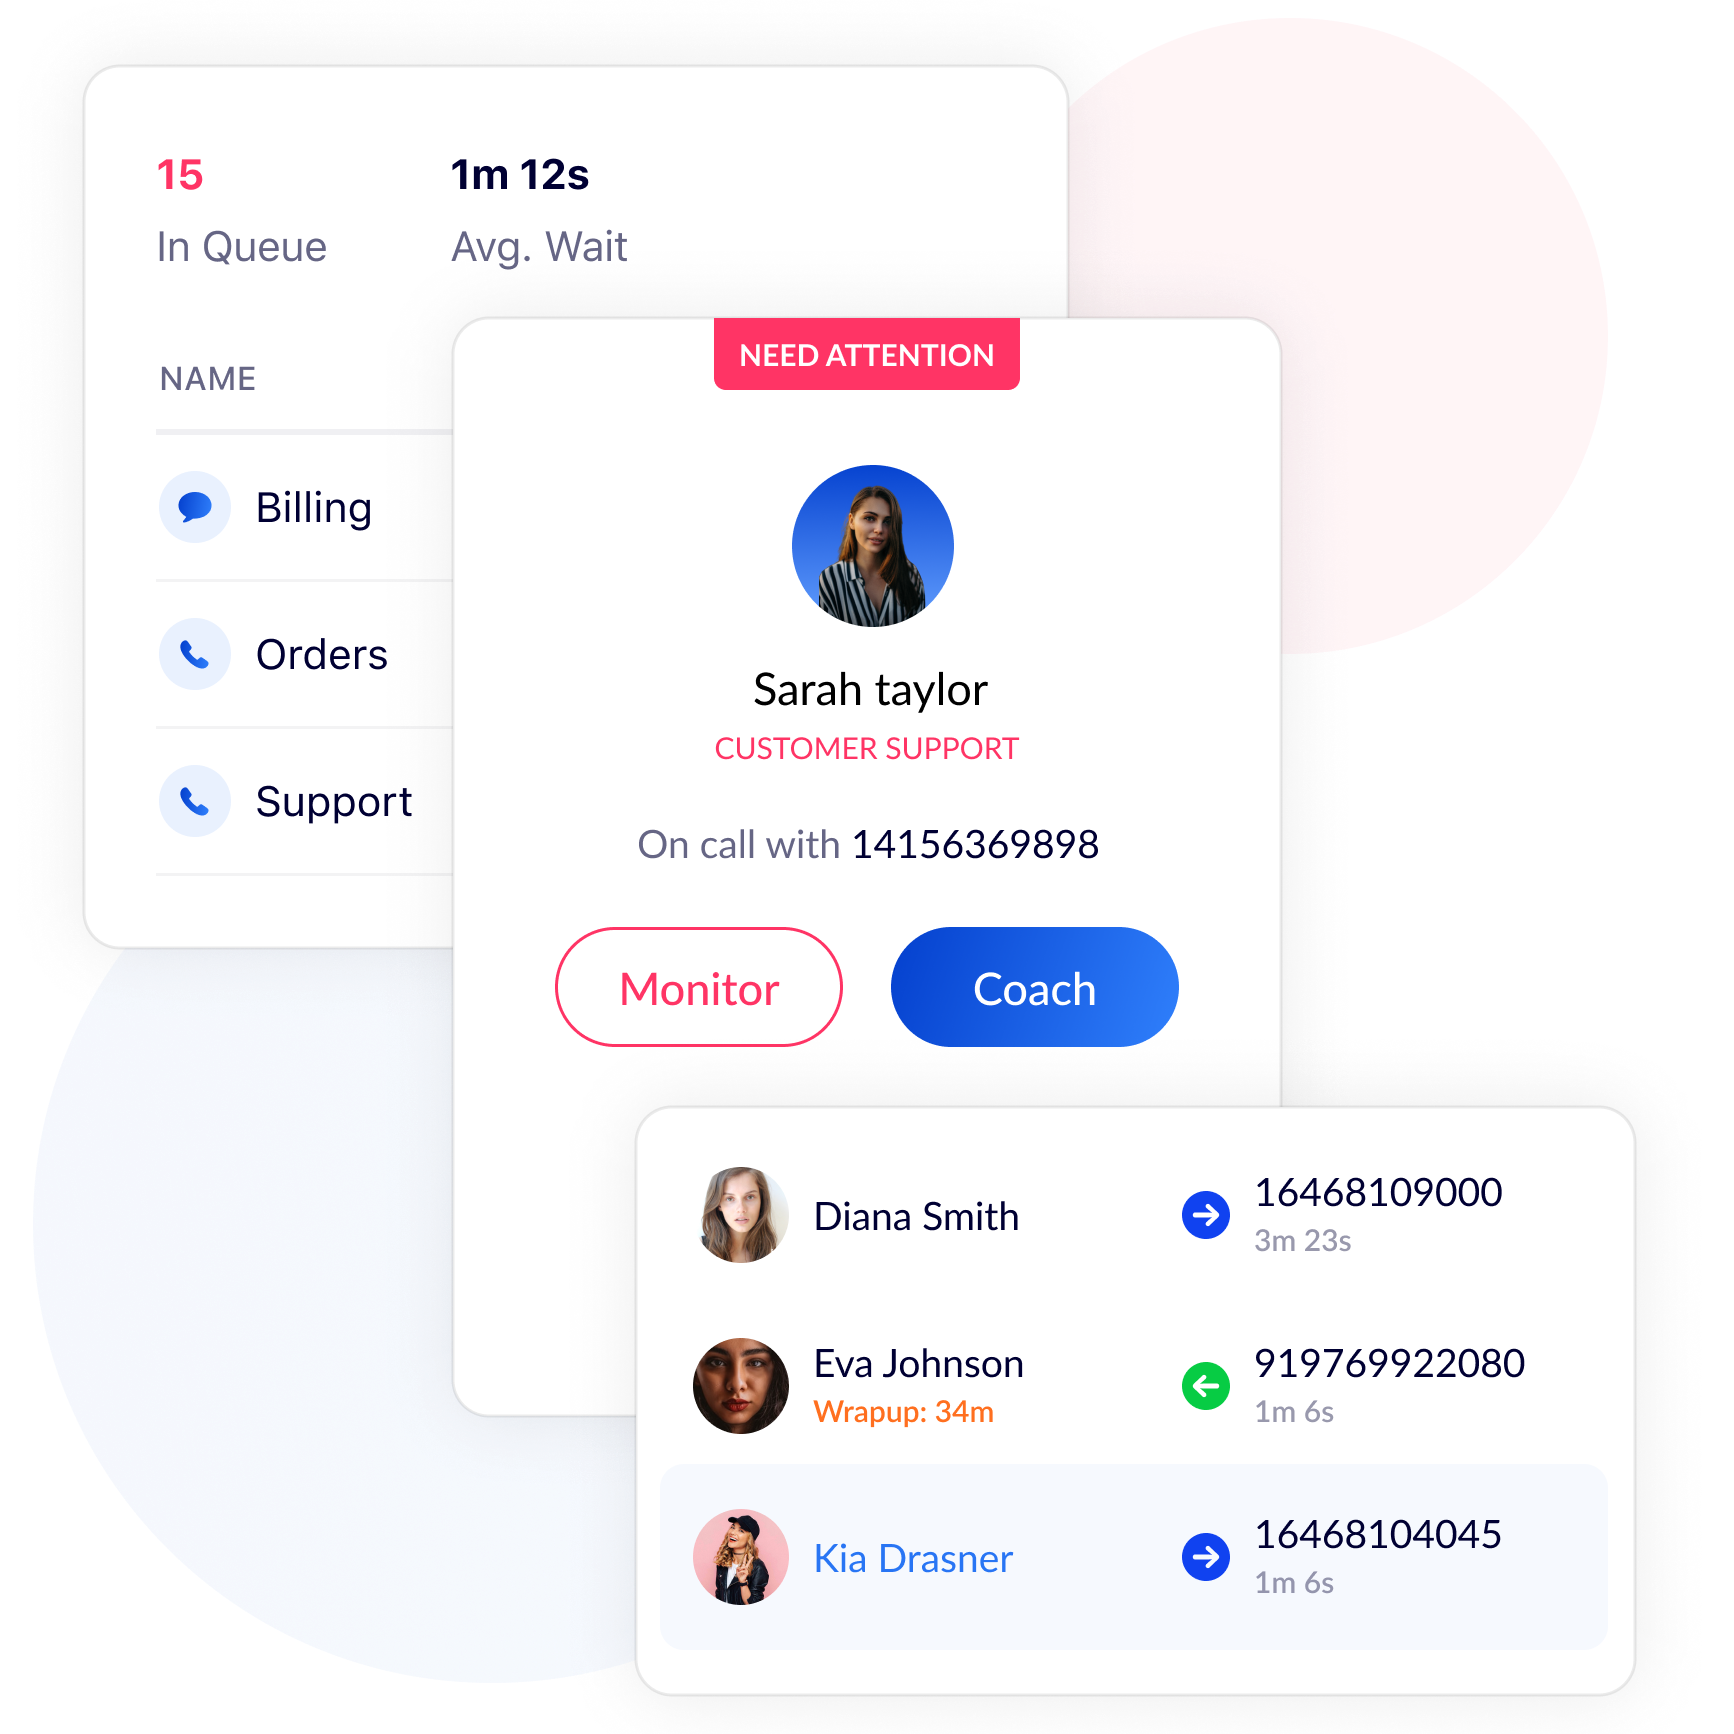 15
In Queue
1m 12s
Avg. Wait
NAME
Billing
Orders
Support
NEED ATTENTION
Sarah taylor
CUSTOMER SUPPORT
On call with 14156369898
Monitor
Coach
Diana Smith
16468109000
3m 23s
Eva Johnson
Wrapup: 34m
919769922080
1m 6s
Kia Drasner
16468104045
1m 6s